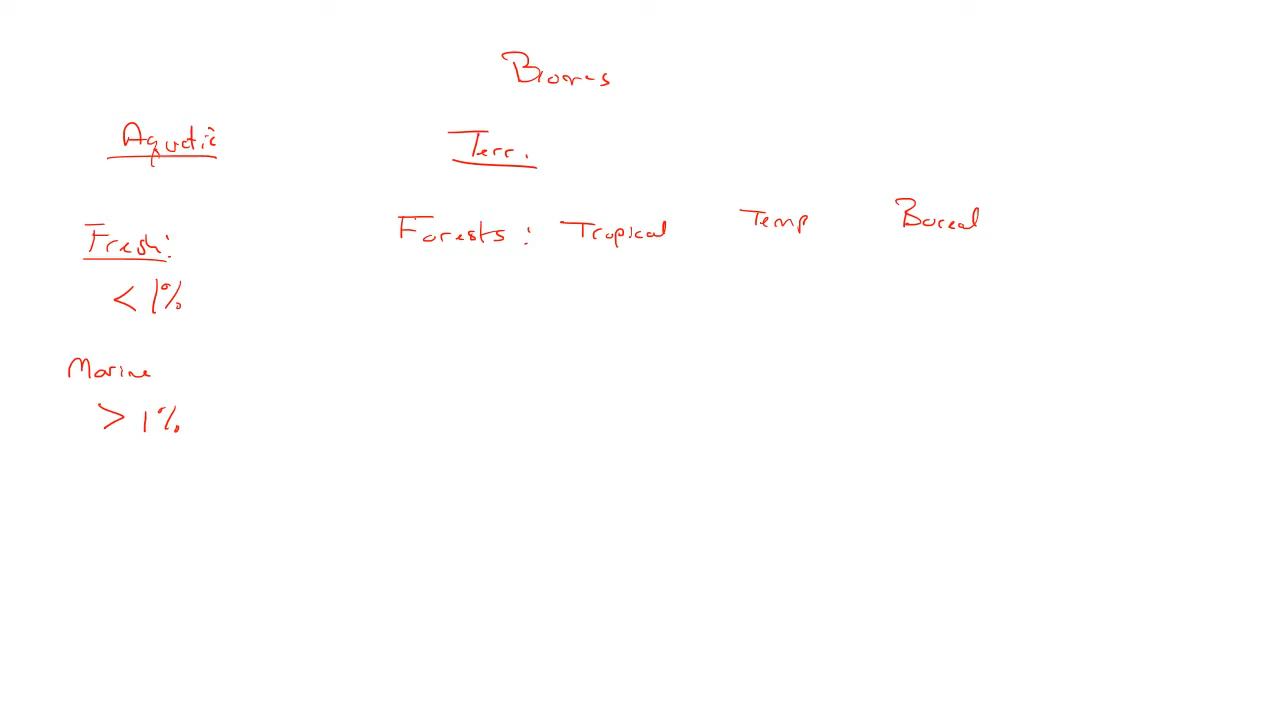 Biomes
Aquatic
Terr.
Fresh:
< 1%
Marine
> 1%
Forests: Tropical Temp Boreal